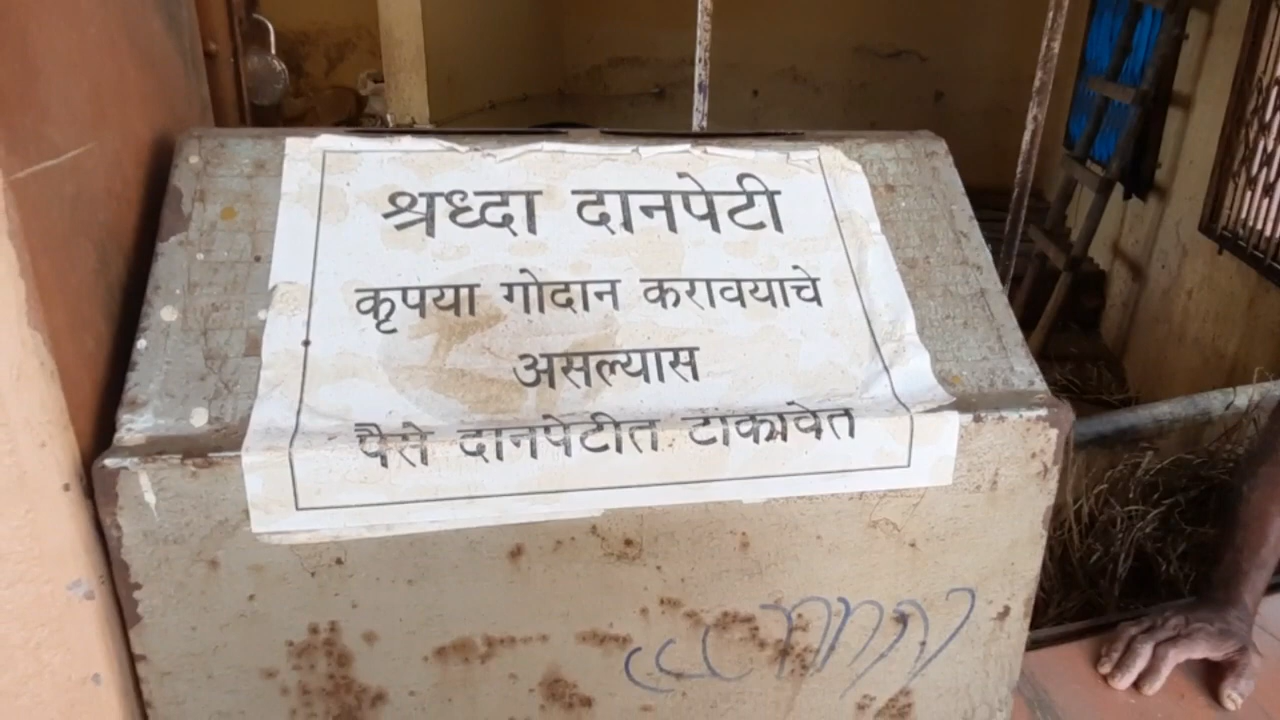 श्रध्दा दानपेटी
कृपया गोदान करावयाचे
असल्यास
पैसे दानपेटीत टाकावेत